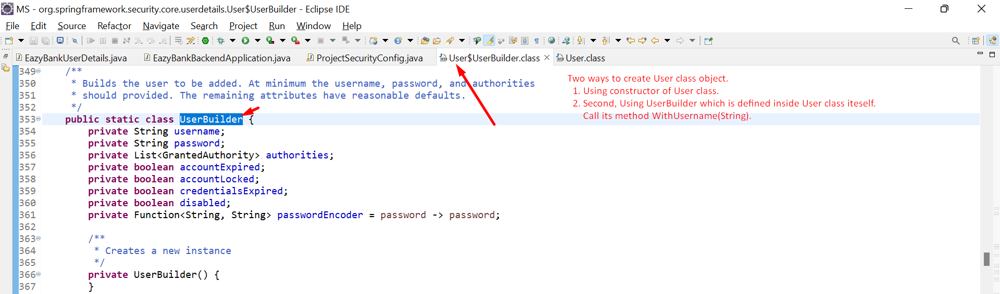 MS - org.springframework.security.core.userdetails.User$UserBuilder - Eclipse IDE
File Edit Source Refactor Navigate Search Project Run Window Help
EazyBankUserDetails.java EazyBankBackendApplication.java ProjectSecurityConfig.java User$UserBuilder.class User.class
349 /**
350 * Builds the user to be added. At minimum the username, password, and authorities
351 * should provided. The remaining attributes have reasonable defaults.
352 */
353 public static class UserBuilder {
354 private String username;
355 private String password;
356 private List<GrantedAuthority> authorities;
357 private boolean accountExpired;
358 private boolean accountLocked;
359 private boolean credentialsExpired;
360 private boolean disabled;
361 private Function<String, String> passwordEncoder = password -> password;
362
363 /**
364 * Creates a new instance
365 */
366 private UserBuilder() {
367 }
Two ways to create User class object.
1. Using constructor of User class.
2. Second, Using UserBuilder which is defined inside User class iteself.
Call its method WithUsername(String).